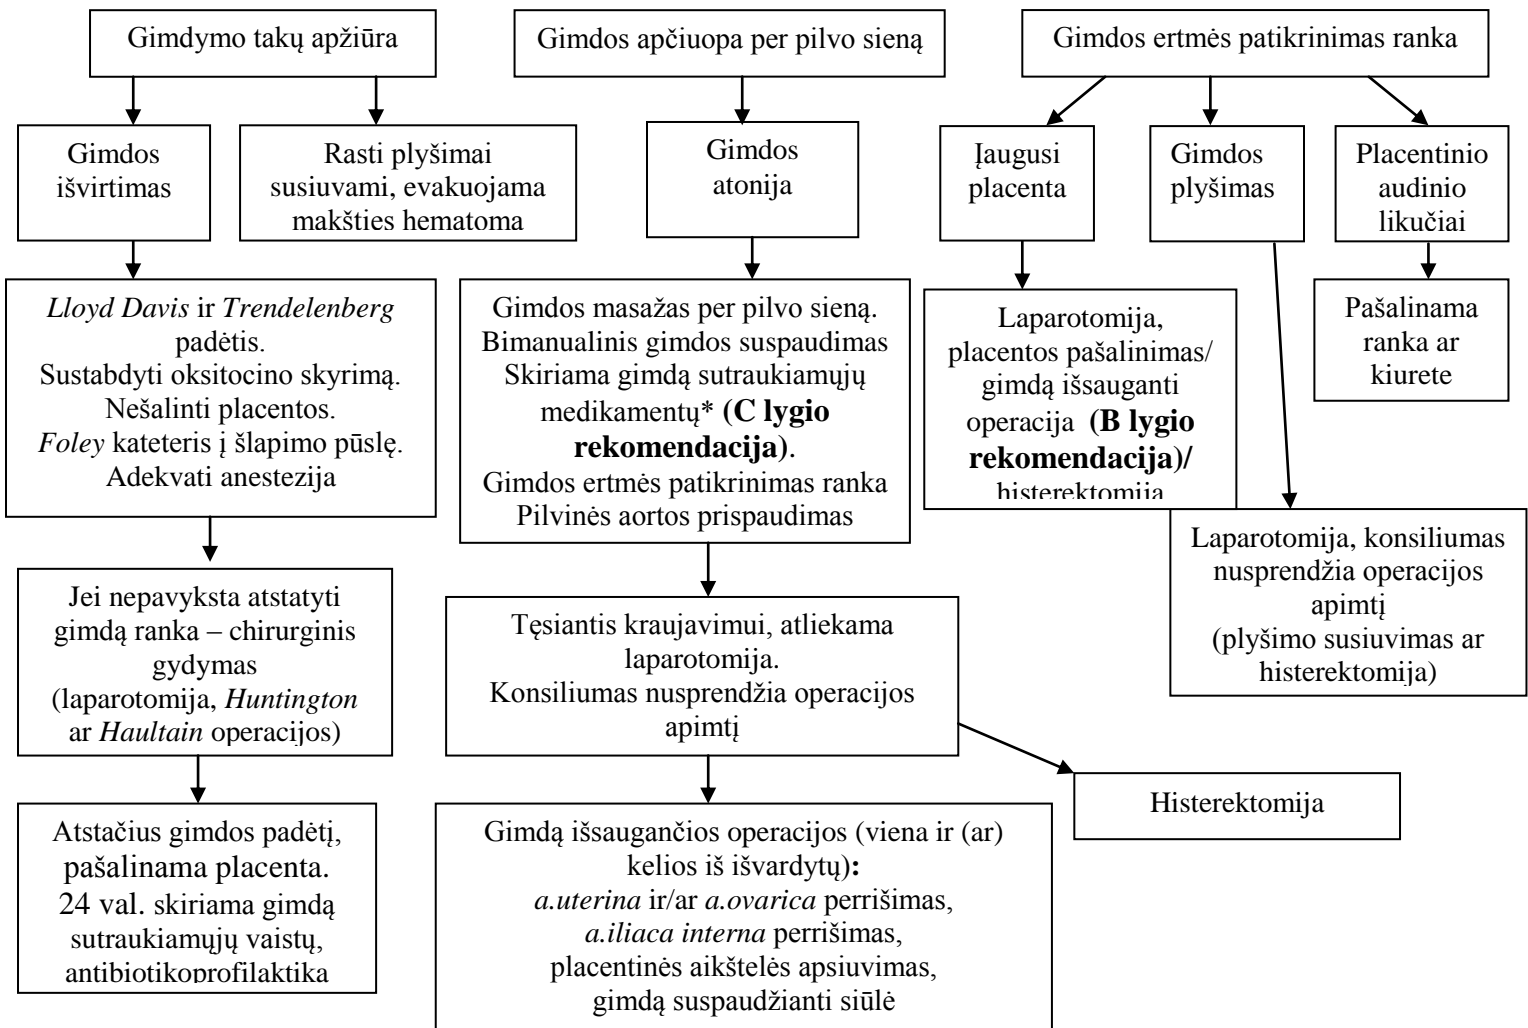 Gimdymo takų apžiūra
Gimdos apčiuopa per pilvo sieną
Gimdos ertmės patikrinimas ranka
Gimdos
išvirtimas
Rasti plyšimai
susiuvami, evakuojama
makšties hematoma
Gimdos
atonija
Įaugusi
placenta
Gimdos
plyšimas
Placentinio
audinio
likučiai
Lloyd Davis ir Trendelenberg
padėtis.
Sustabdyti oksitocino skyrimą.
Nešalinti placentos.
Foley kateteris į šlapimo pūslę.
Adekvati anestezija
Gimdos masažas per pilvo sieną.
Bimanualinis gimdos suspaudimas
Skiriama gimdą sutraukiamųjų
medikamentų* (C lygio
rekomendacija).
Gimdos ertmės patikrinimas ranka
Pilvinės aortos prispaudimas
Laparotomija,
placentos pašalinimas/
gimdą išsauganti
operacija (B lygio
rekomendacija)/
histerektomija
Pašalinama
ranka ar
kiurete
Laparotomija, konsiliumas
nusprendžia operacijos
apimtį
(plyšimo susiuvimas ar
histerektomija)
Jei nepavyksta atstatyti
gimdą ranka – chirurginis
gydymas
(laparotomija, Huntington
ar Haultain operacijos)
Tęsiantis kraujavimui, atliekama
laparotomija.
Konsiliumas nusprendžia operacijos
apimtį
Histerektomija
Atstačius gimdos padėtį,
pašalinama placenta.
24 val. skiriama gimdą
sutraukiamųjų vaistų,
antibiotikoprofilaktika
Gimdą išsaugančios operacijos (viena ir (ar)
kelios iš išvardytų):
a.uterina ir/ar a.ovarica perrišimas,
a.iliaca interna perrišimas,
placentinės aikštelės apsiuvimas,
gimdą suspaudžianti siūlė